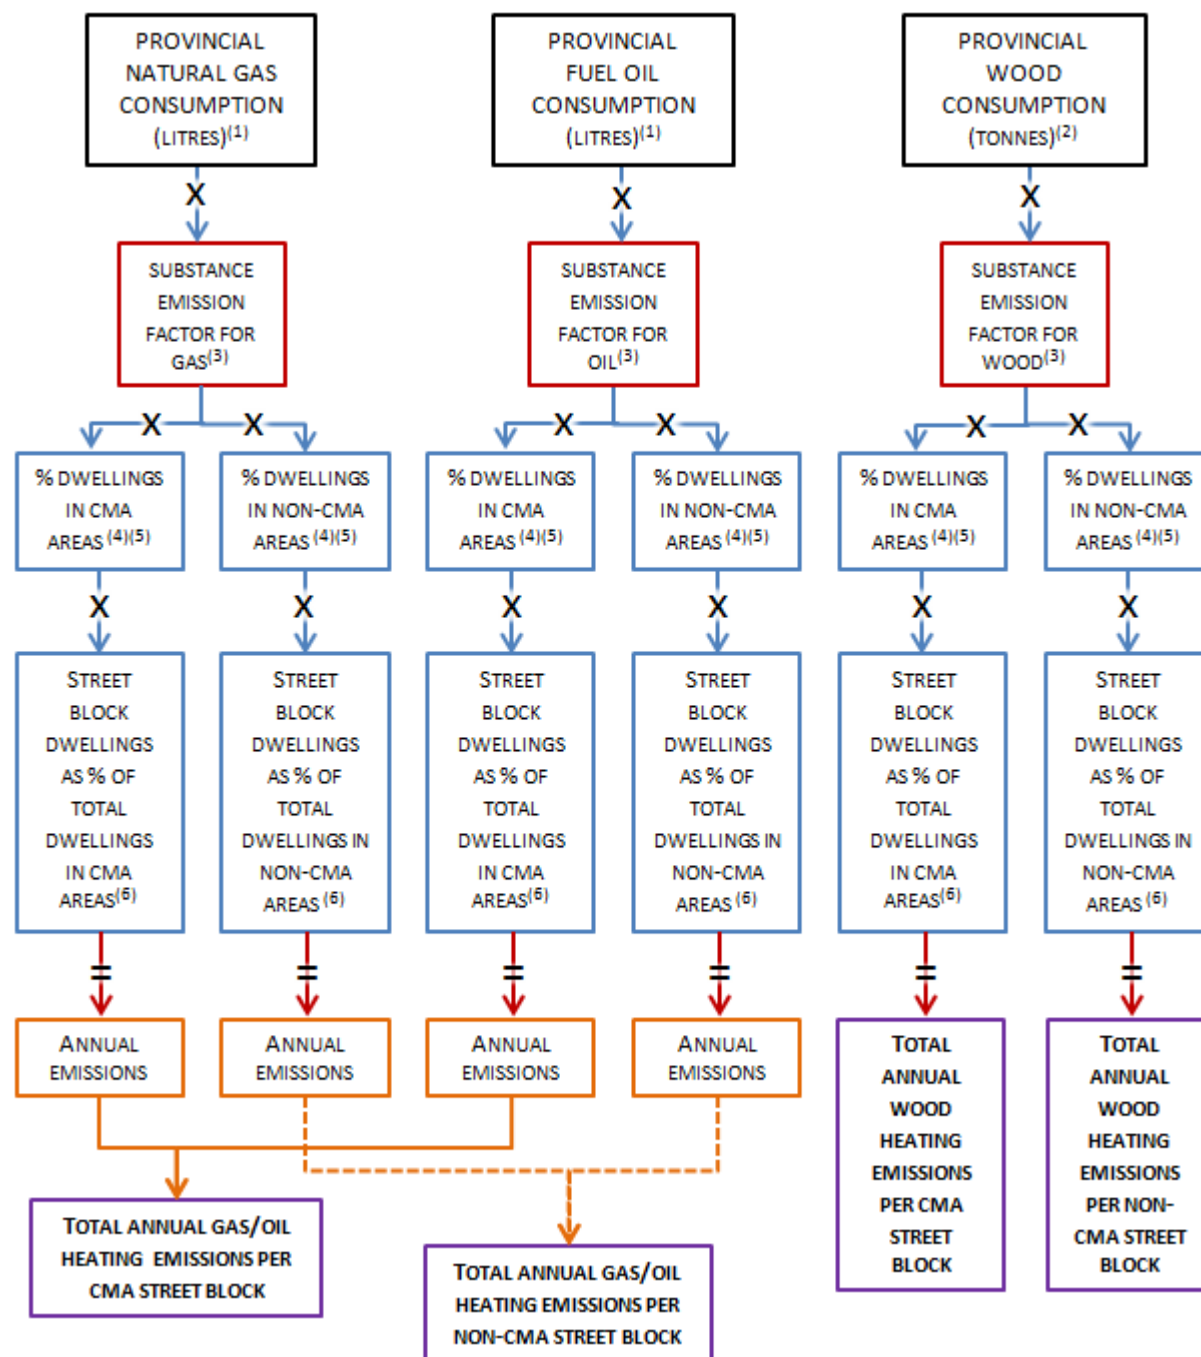 PROVINCIAL
NATURAL GAS
CONSUMPTION
(LITRES)(1)
PROVINCIAL
FUEL OIL
CONSUMPTION
(LITRES)(1)
PROVINCIAL
WOOD
CONSUMPTION
(TONNES)(2)
X
X
X
SUBSTANCE
EMISSION
FACTOR FOR
GAS(3)
SUBSTANCE
EMISSION
FACTOR FOR
OIL(3)
SUBSTANCE
EMISSION
FACTOR FOR
WOOD(3)
X
X
X
X
X
X
% DWELLINGS
IN CMA
AREAS (4)(5)
% DWELLINGS
IN NON-CMA
AREAS (4)(5)
% DWELLINGS
IN CMA
AREAS (4)(5)
% DWELLINGS
IN NON-CMA
AREAS (4)(5)
% DWELLINGS
IN CMA
AREAS (4)(5)
% DWELLINGS
IN NON-CMA
AREAS (4)(5)
X
X
X
X
X
X
STREET
BLOCK
DWELLINGS
AS % OF
TOTAL
DWELLINGS
IN CMA
AREAS(6)
STREET
BLOCK
DWELLINGS
AS % OF
TOTAL
DWELLINGS IN
NON-CMA
AREAS (6)
STREET
BLOCK
DWELLINGS
AS % OF
TOTAL
DWELLINGS
IN CMA
AREAS(6)
STREET
BLOCK
DWELLINGS
AS % OF
TOTAL
DWELLINGS IN
NON-CMA
AREAS (6)
STREET
BLOCK
DWELLINGS
AS % OF
TOTAL
DWELLINGS
IN CMA
AREAS(6)
STREET
BLOCK
DWELLINGS
AS % OF
TOTAL
DWELLINGS IN
NON-CMA
AREAS (6)
=
=
=
=
=
=
ANNUAL
EMISSIONS
ANNUAL
EMISSIONS
ANNUAL
EMISSIONS
ANNUAL
EMISSIONS
TOTAL
ANNUAL
WOOD
HEATING
EMISSIONS
PER CMA
STREET
BLOCK
TOTAL
ANNUAL
WOOD
HEATING
EMISSIONS
PER NON-
CMA STREET
BLOCK
TOTAL ANNUAL GAS/OIL
HEATING EMISSIONS PER
CMA STREET BLOCK
TOTAL ANNUAL GAS/OIL
HEATING EMISSIONS PER
NON-CMA STREET BLOCK